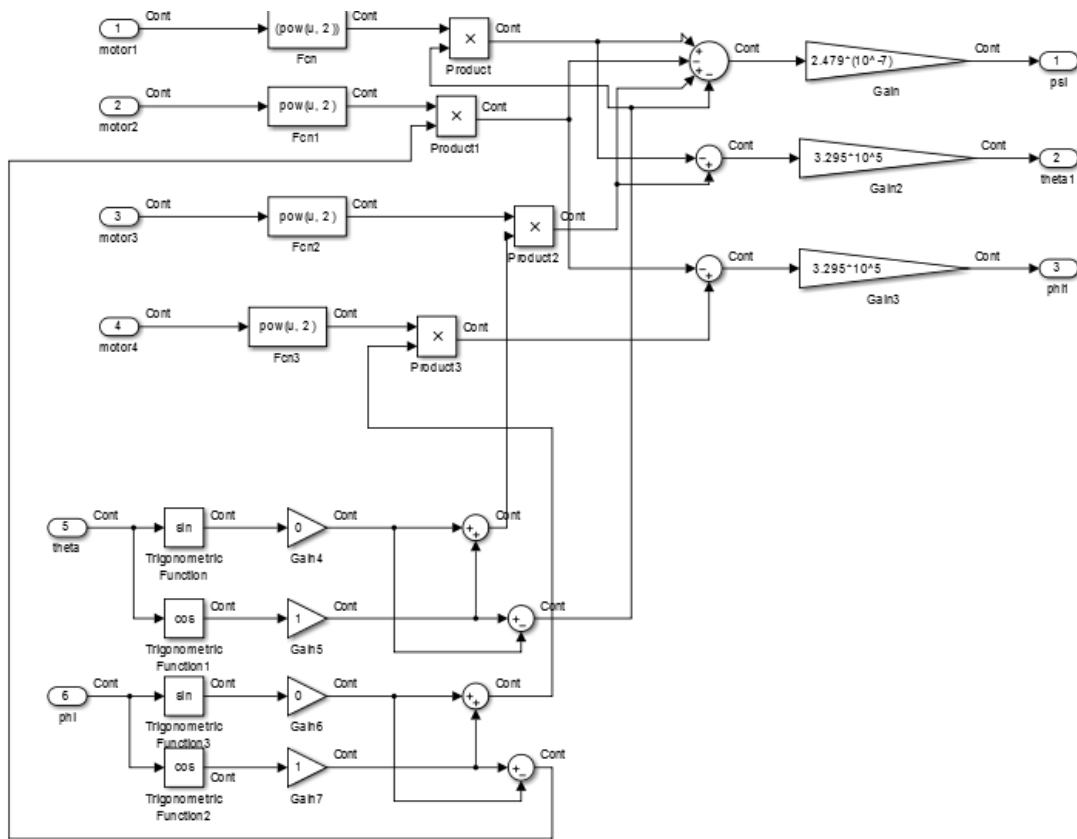 1
Cont
motor1
(pow(u, 2))
Cont
Fcn
×
Cont
Product
+
-
+
-
Cont
2.479*(10^-7)
Cont
Gain
1
psi
2
Cont
motor2
pow(u, 2)
Cont
Fcn1
×
Cont
Product1
-
+
Cont
3.295*10^5
Cont
Gain2
2
theta1
3
Cont
motor3
pow(u, 2)
Cont
Fcn2
×
Cont
Product2
-
+
Cont
3.295*10^5
Cont
Gain3
3
phi1
4
Cont
motor4
pow(u, 2)
Cont
Fcn3
×
Cont
Product3
5
Cont
theta
sin
Cont
Trigonometric
Function
0
Cont
Gain4
+
+
Cont
cos
Cont
Trigonometric
Function1
1
Cont
Gain5
+
-
Cont
6
Cont
phi
sin
Cont
Trigonometric
Function3
0
Cont
Gain6
+
+
Cont
cos
Cont
Trigonometric
Function2
1
Cont
Gain7
+
-
Cont